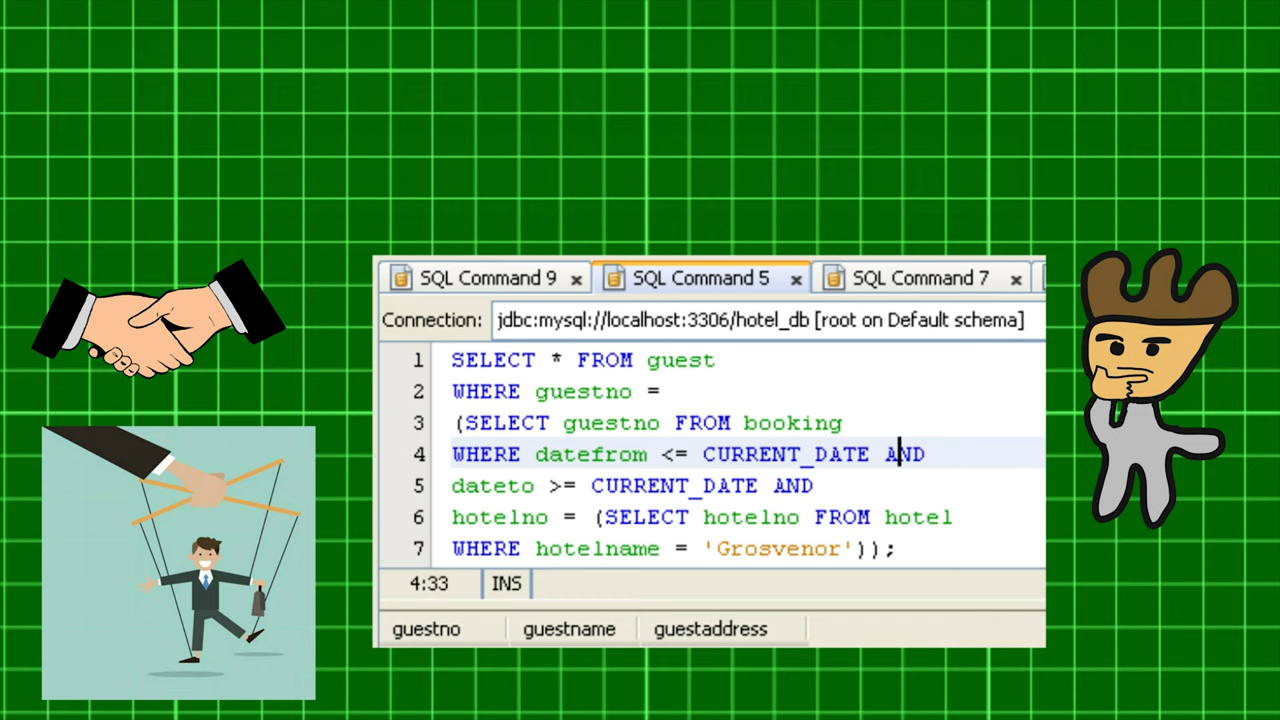 SQL Command 9 SQL Command 5 SQL Command 7
Connection: jdbc:mysql://localhost:3306/hotel_db [root on Default schema]
1 SELECT * FROM guest
2 WHERE guestno =
3 (SELECT guestno FROM booking
4 WHERE datefrom <= CURRENT_DATE AND
5 dateto >= CURRENT_DATE AND
6 hotelno = (SELECT hotelno FROM hotel
7 WHERE hotelname = 'Grosvenor'));
4:33 INS
guestno guestname guestaddress